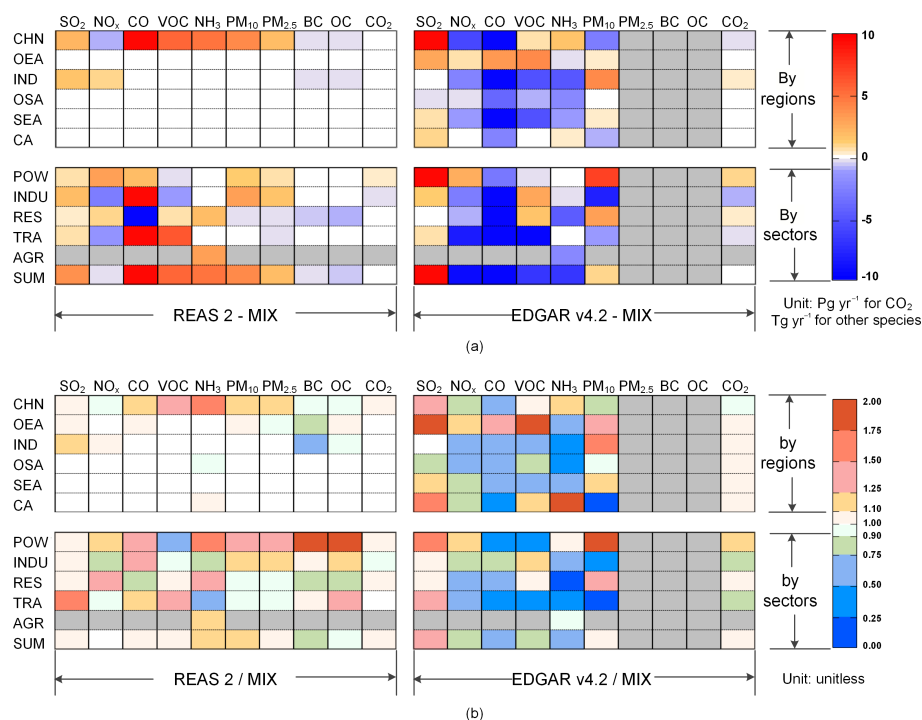 SO₂ NOₓ CO VOC NH₃ PM₁₀ PM₂.₅ BC OC CO₂ SO₂ NOₓ CO VOC NH₃ PM₁₀ PM₂.₅ BC OC CO₂
CHN
OEA
IND
OSA
SEA
CA
By
regions
10
5
0
-5
-10
POW
INDU
RES
TRA
AGR
SUM
By
sectors
REAS 2 - MIX
EDGAR v4.2 - MIX
Unit: Pg yr⁻¹ for CO₂
Tg yr⁻¹ for other species
(a)
SO₂ NOₓ CO VOC NH₃ PM₁₀ PM₂.₅ BC OC CO₂ SO₂ NOₓ CO VOC NH₃ PM₁₀ PM₂.₅ BC OC CO₂
CHN
OEA
IND
OSA
SEA
CA
by
regions
2.00
1.75
1.50
1.25
1.10
1.00
0.90
0.75
0.50
0.25
0.00
POW
INDU
RES
TRA
AGR
SUM
by
sectors
REAS 2 / MIX
EDGAR v4.2 / MIX
Unit: unitless
(b)